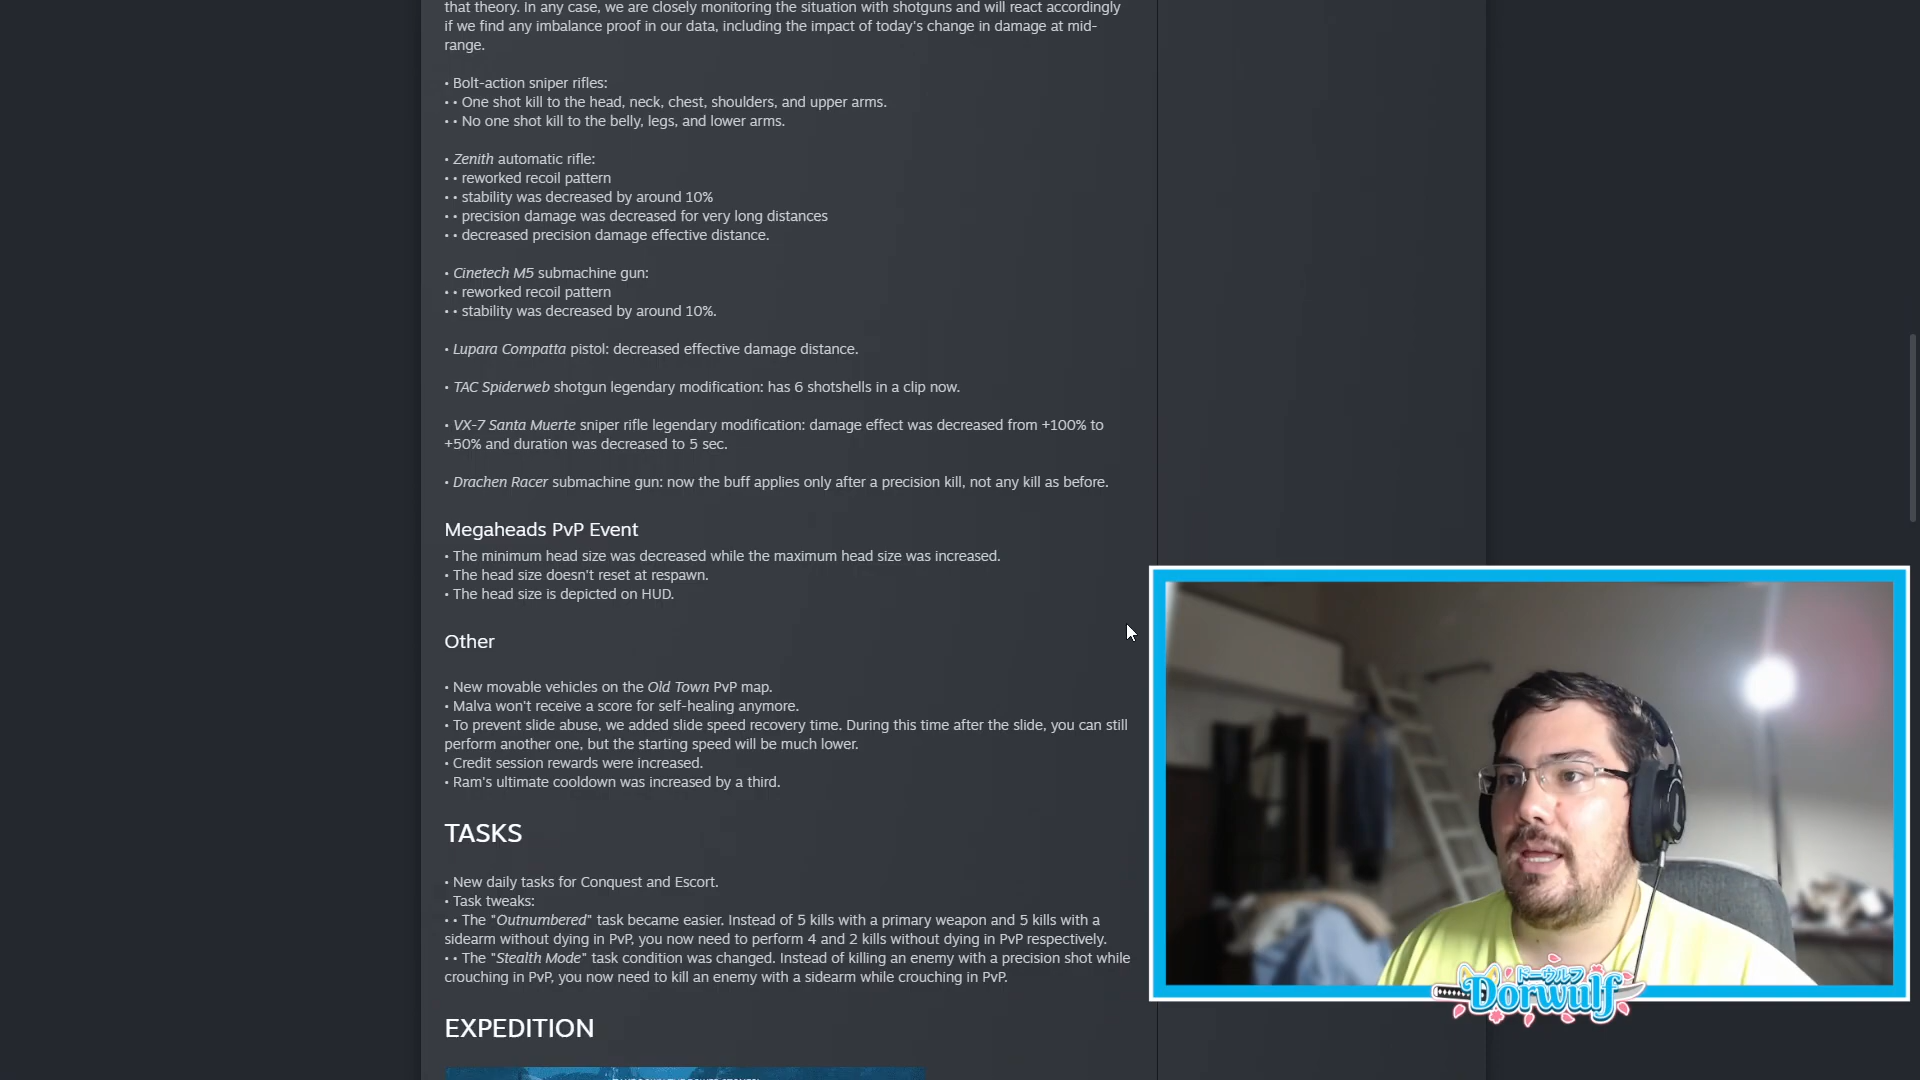 that theory. In any case, we are closely monitoring the situation with shotguns and will react accordingly
if we find any imbalance proof in our data, including the impact of today's change in damage at mid-
range.
• Bolt-action sniper rifles:
• • One shot kill to the head, neck, chest, shoulders, and upper arms.
• • No one shot kill to the belly, legs, and lower arms.
• Zenith automatic rifle:
• • reworked recoil pattern
• • stability was decreased by around 10%
• • precision damage was decreased for very long distances
• • decreased precision damage effective distance.
• Cinetech M5 submachine gun:
• • reworked recoil pattern
• • stability was decreased by around 10%.
• Lupara Compatta pistol: decreased effective damage distance.
• TAC Spiderweb shotgun legendary modification: has 6 shotshells in a clip now.
• VX-7 Santa Muerte sniper rifle legendary modification: damage effect was decreased from +100% to
+50% and duration was decreased to 5 sec.
• Drachen Racer submachine gun: now the buff applies only after a precision kill, not any kill as before.
Megaheads PvP Event
• The minimum head size was decreased while the maximum head size was increased.
• The head size doesn't reset at respawn.
• The head size is depicted on HUD.
Other
• New movable vehicles on the Old Town PvP map.
• Malva won't receive a score for self-healing anymore.
• To prevent slide abuse, we added slide speed recovery time. During this time after the slide, you can still
perform another one, but the starting speed will be much lower.
• Credit session rewards were increased.
• Ram's ultimate cooldown was increased by a third.
TASKS
• New daily tasks for Conquest and Escort.
• Task tweaks:
• • The "Outnumbered" task became easier. Instead of 5 kills with a primary weapon and 5 kills with a
sidearm without dying in PvP, you now need to perform 4 and 2 kills without dying in PvP respectively.
• • The "Stealth Mode" task condition was changed. Instead of killing an enemy with a precision shot while
crouching in PvP, you now need to kill an enemy with a sidearm while crouching in PvP.
EXPEDITION
ドーウルフ
Dorwulf